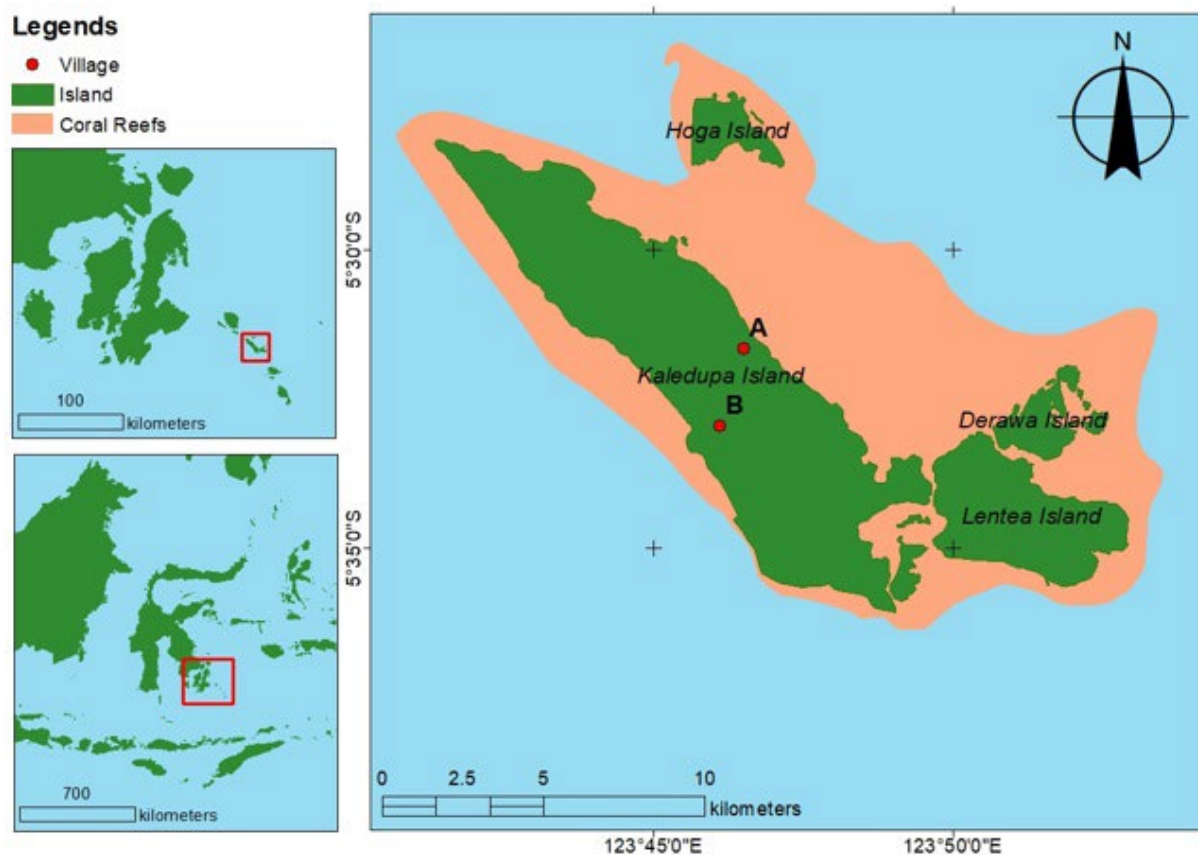 Legends
Village
Island
Coral Reefs
100
kilometers
700
kilometers
N
Hoga Island
5°30'0"S
A
Kaledupa Island
B
Derawa Island
Lentea Island
5°35'0"S
0 2.5 5 10
kilometers
123°45'0"E 123°50'0"E